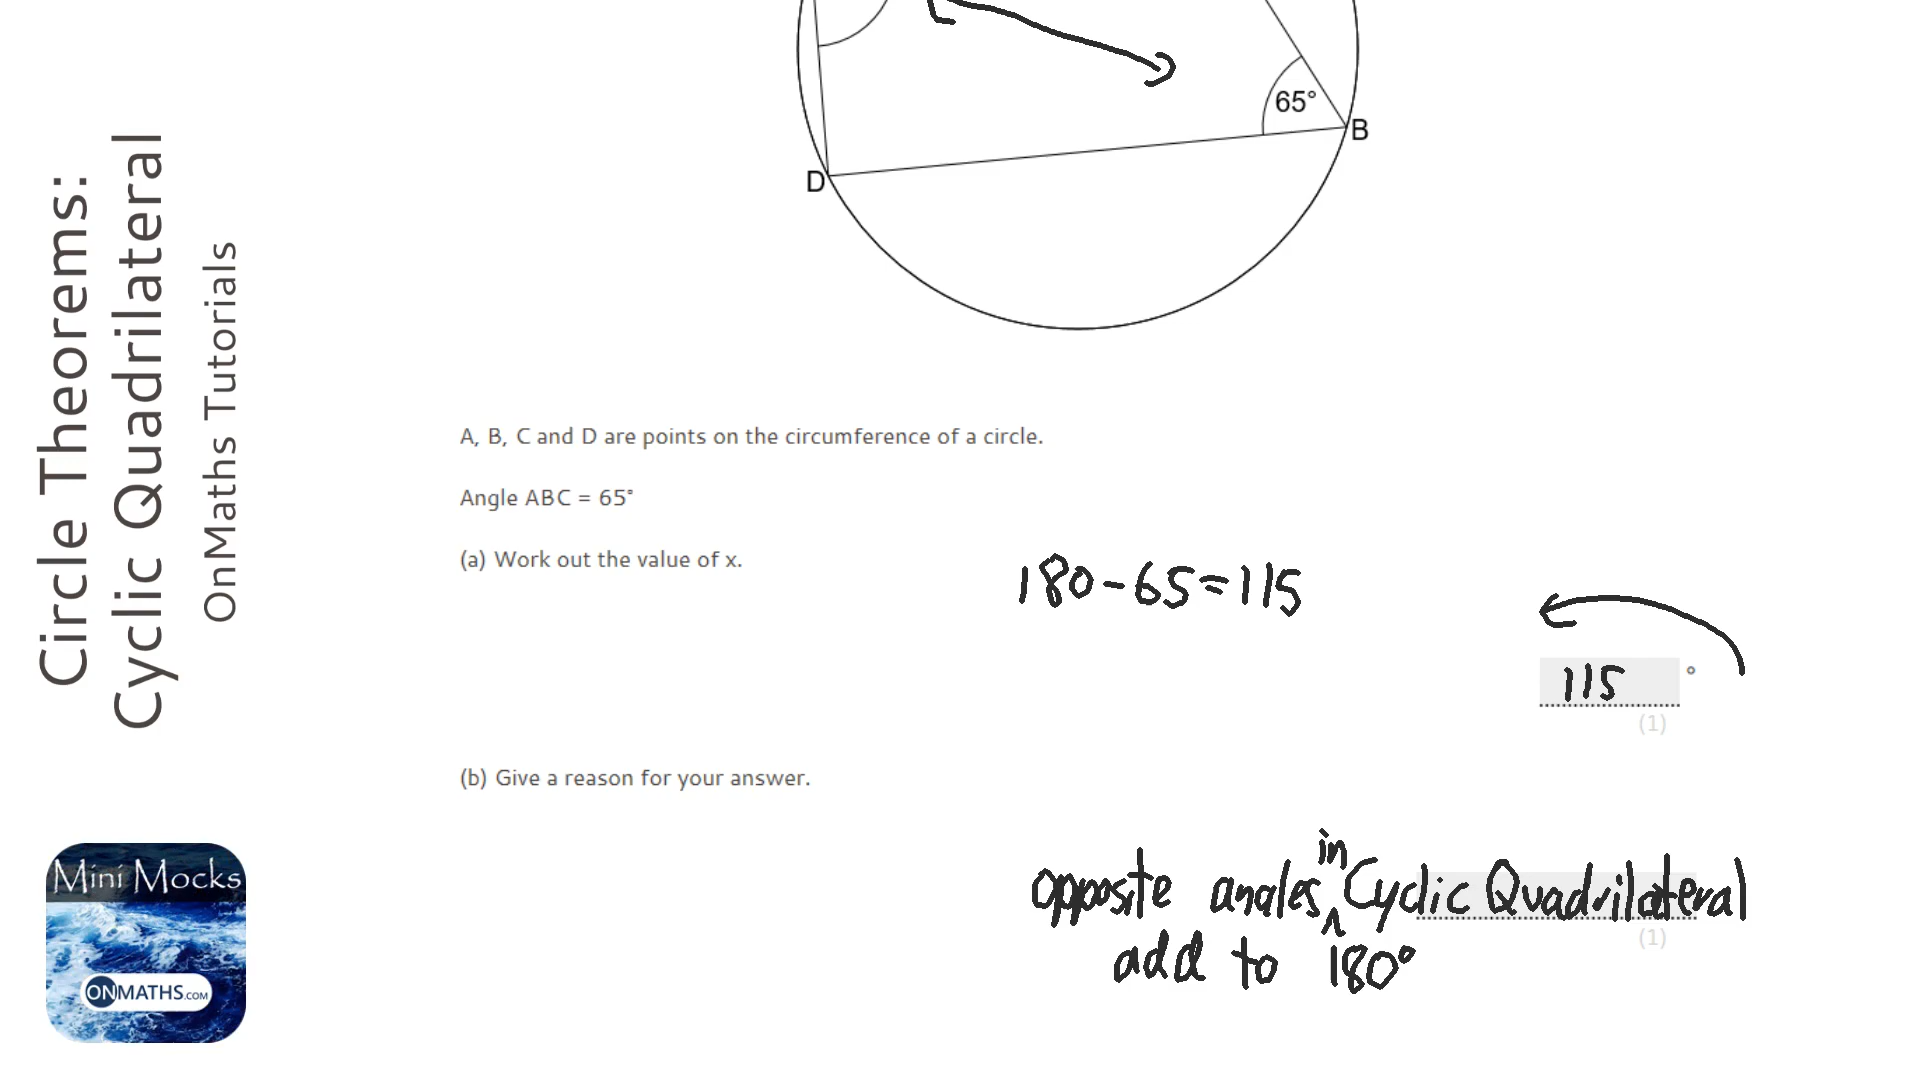 Circle Theorems:
Cyclic Quadrilateral
OnMaths Tutorials
65°
B
D
A, B, C and D are points on the circumference of a circle.
Angle ABC = 65°
(a) Work out the value of x.
180-65=115
115 °
(1)
(b) Give a reason for your answer.
opposite angles in Cyclic Quadrilateral
(1)
add to 180°
Mini Mocks
ONMATHS.COM